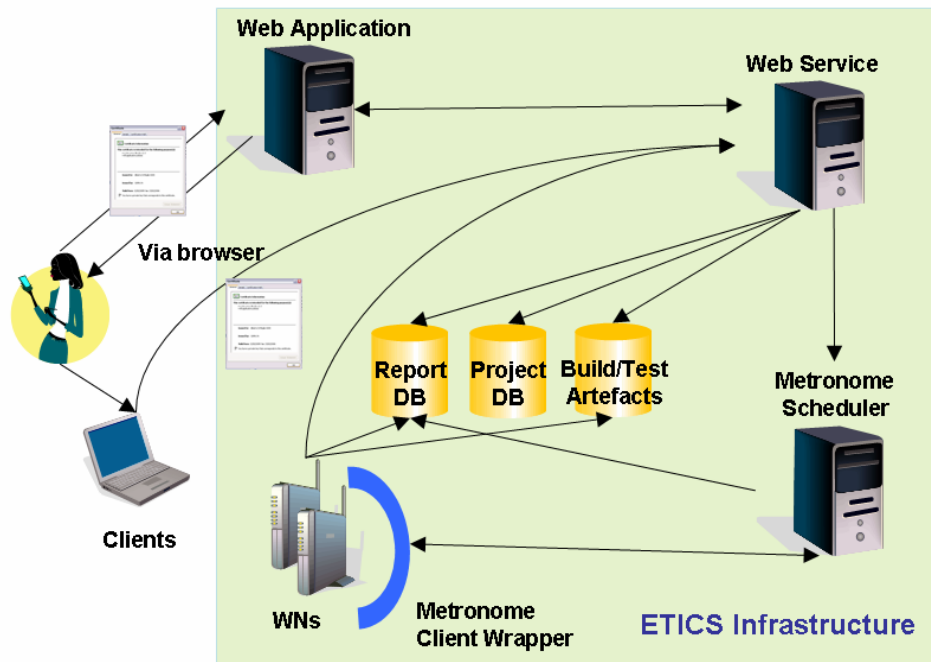 Web Application
Web Service
Via browser
Report
DB
Project
DB
Build/Test
Artefacts
Metronome
Scheduler
Clients
WNs
Metronome
Client Wrapper
ETICS Infrastructure